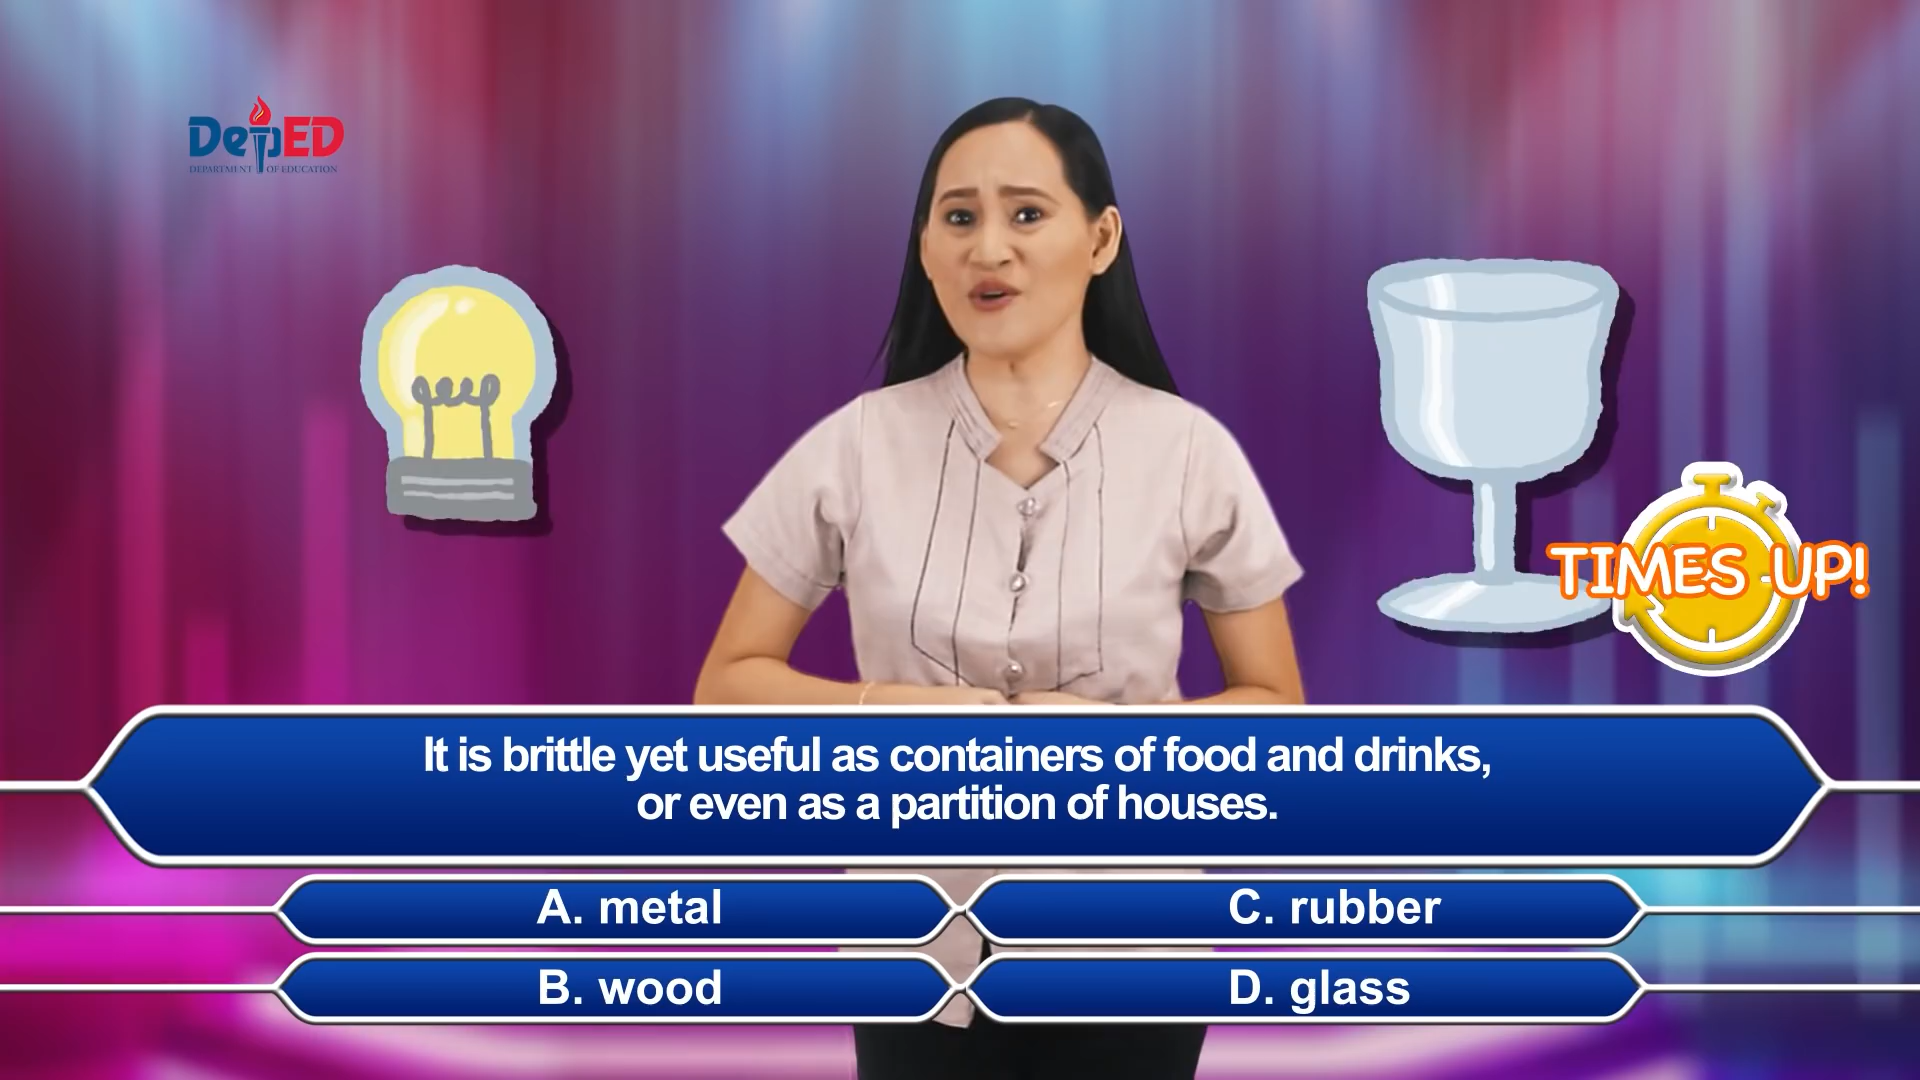 DepED
DEPARTMENT OF EDUCATION
TIMES UP!
It is brittle yet useful as containers of food and drinks,
or even as a partition of houses.
A. metal
C. rubber
B. wood
D. glass